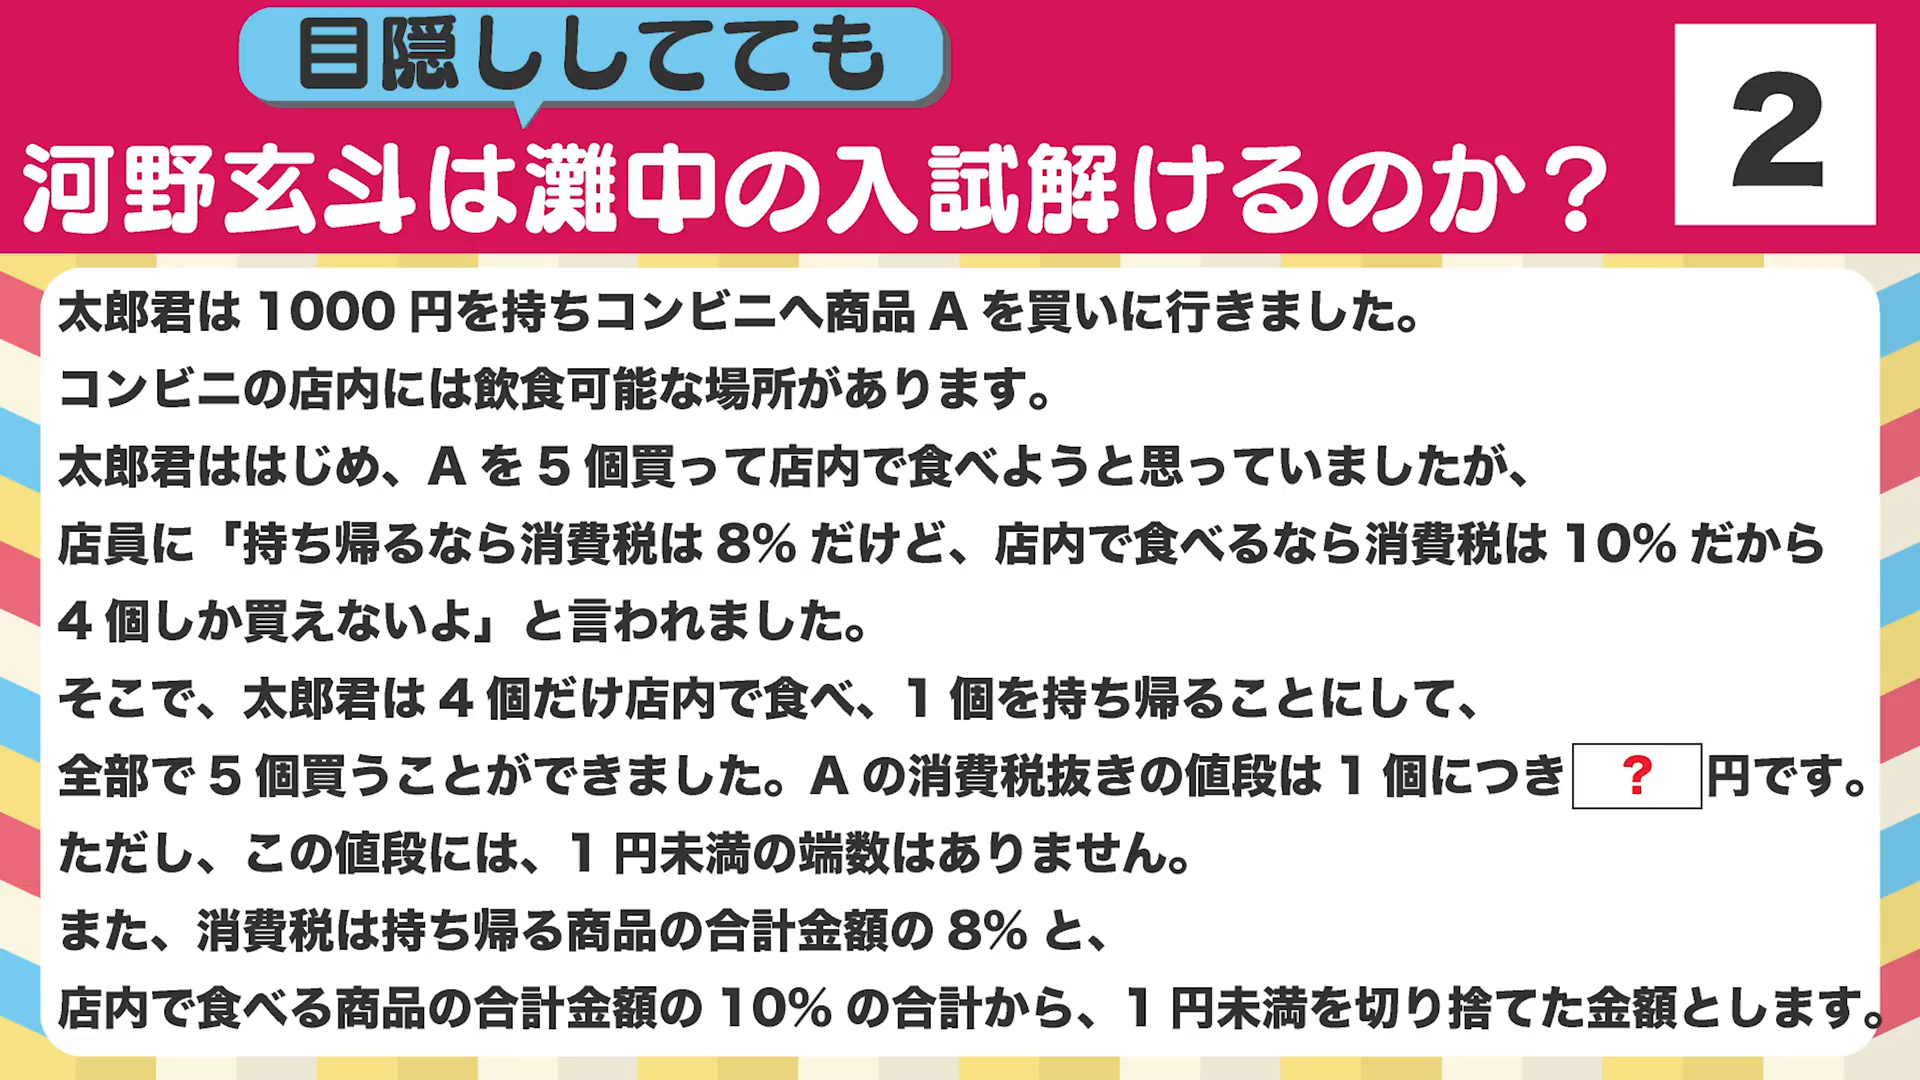 目隠ししてても
河野玄斗は灘中の入試解けるのか？
2
太郎君は 1000 円を持ちコンビニへ商品 A を買いに行きました。
コンビニの店内には飲食可能な場所があります。
太郎君ははじめ、A を 5 個買って店内で食べようと思っていましたが、
店員に「持ち帰るなら消費税は 8% だけど、店内で食べるなら消費税は 10% だから
4 個しか買えないよ」と言われました。
そこで、太郎君は 4 個だけ店内で食べ、1 個を持ち帰ることにして、
全部で 5 個買うことができました。A の消費税抜きの値段は 1 個につき ? 円です。
ただし、この値段には、1 円未満の端数はありません。
また、消費税は持ち帰る商品の合計金額の 8% と、
店内で食べる商品の合計金額の 10% の合計から、1 円未満を切り捨てた金額とします。